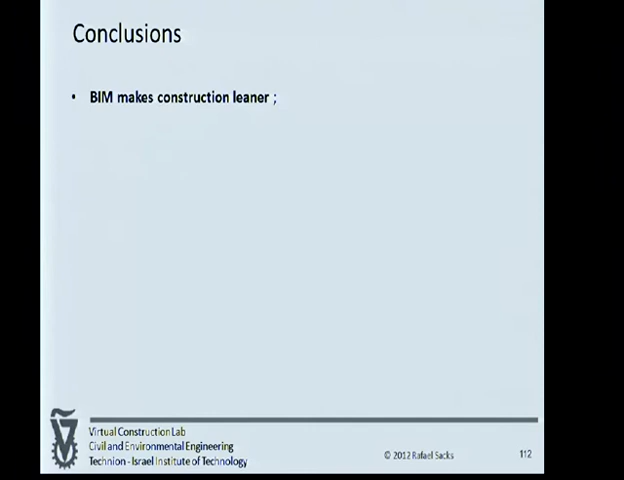 Conclusions
• BIM makes construction leaner ;
Virtual Construction Lab
Civil and Environmental Engineering
Technion - Israel Institute of Technology
© 2012 Rafael Sacks
112